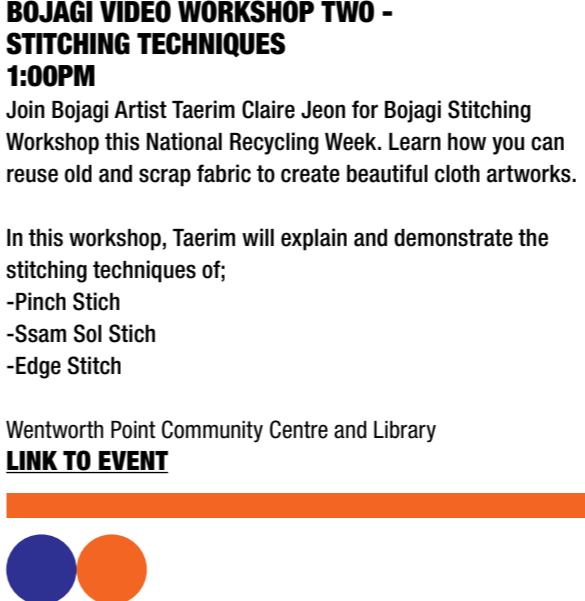 BOJAGI VIDEO WORKSHOP TWO -
STITCHING TECHNIQUES
1:00PM
Join Bojagi Artist Taerim Claire Jeon for Bojagi Stitching
Workshop this National Recycling Week. Learn how you can
reuse old and scrap fabric to create beautiful cloth artworks.
In this workshop, Taerim will explain and demonstrate the
stitching techniques of;
-Pinch Stich
-Ssam Sol Stich
-Edge Stitch
Wentworth Point Community Centre and Library
LINK TO EVENT